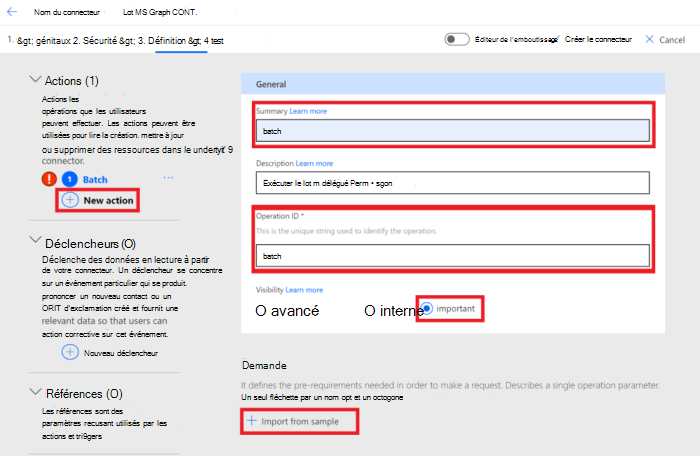 Nom du connecteur
Lot MS Graph CONT.
1. &gt; génitaux 2. Sécurité &gt; 3. Définition &gt; 4 test
Éditeur de l'emboutissage'
Créer le connecteur
Cancel
Actions (1)
Actions les
opérations que les utilisateurs
peuvent effectuer. Les actions peuvent être
utilisées pour lire la création. mettre à jour
ou supprimer des ressources dans le underlyit' 9
connector.
1 Batch ...
New action
Déclencheurs (O)
Déclenche des données en lecture à partir
de votre connecteur. Un déclencheur se concentre
sur un événement particulier qui se produit.
prononcer un nouveau contact ou un
ORIT d'exclamation créé et fournit une
relevant data so that users can
action corrective sur cet événement.
Nouveau déclencheur
Références (O)
Les références sont des
paramètres recusant utilisés par les
actions et tri9gers
General
Summary Learn more
batch
Description Learn more
Exécuter le lot m délégué Perm • sgon
Operation ID *
This is the unique string used to identify the operation.
batch
Visibility Learn more
O avancé
O interne
important
Demande
It defines the pre-requirements needed in order to make a request. Describes a single operation parameter.
Un seul fléchette par un nom opt et un octogone
Import from sample